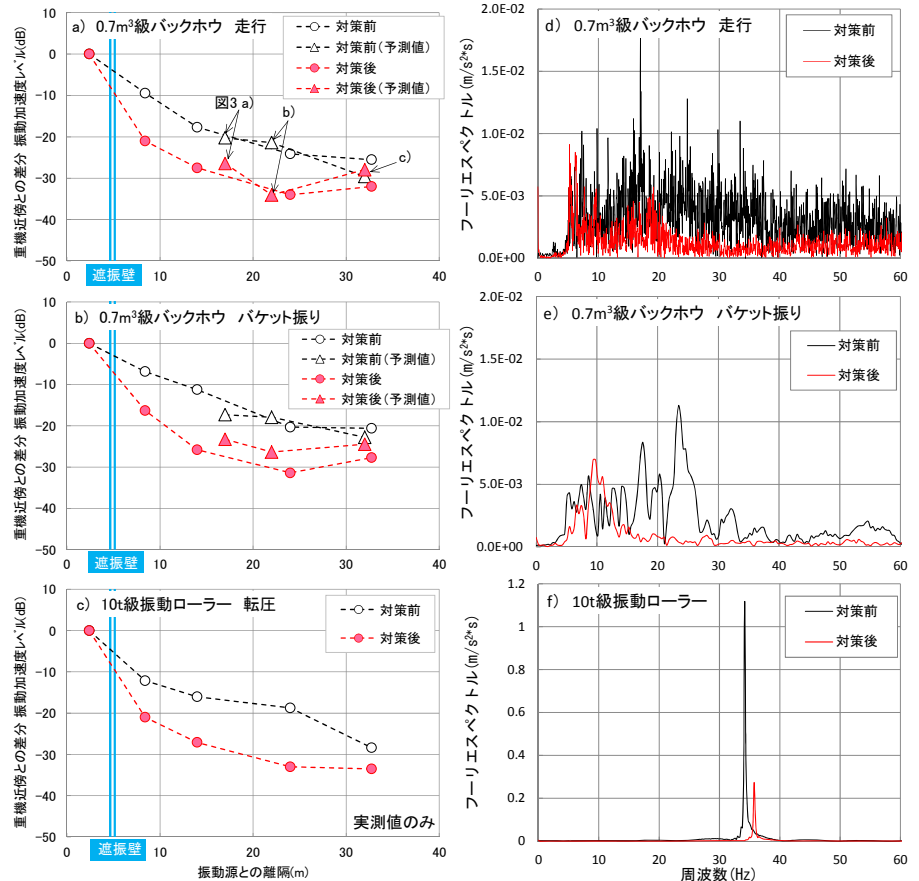 a) 0.7m³級バックホウ 走行
重機近傍との差分 振動加速度レベル(dB)
10
0
-10
-20
-30
-40
-50
対策前
対策前(予測値)
対策後
対策後(予測値)
図3 a)
b)
c)
0
10
20
30
40
遮振壁
b) 0.7m³級バックホウ バケット振り
重機近傍との差分 振動加速度レベル(dB)
10
0
-10
-20
-30
-40
-50
対策前
対策前(予測値)
対策後
対策後(予測値)
0
10
20
30
40
遮振壁
c) 10t級振動ローラー 転圧
重機近傍との差分 振動加速度レベル(dB)
10
0
-10
-20
-30
-40
-50
対策前
対策後
実測値のみ
0
10
20
30
40
遮振壁
振動源との離隔(m)
d) 0.7m³級バックホウ 走行
フーリエスペクトル(m/s²*s)
2.0E-02
1.5E-02
1.0E-02
5.0E-03
0.0E+00
対策前
対策後
0
10
20
30
40
50
60
e) 0.7m³級バックホウ バケット振り
フーリエスペクトル(m/s²*s)
2.0E-02
1.5E-02
1.0E-02
5.0E-03
0.0E+00
対策前
対策後
0
10
20
30
40
50
60
f) 10t級振動ローラー
フーリエスペクトル(m/s²*s)
1.2
1
0.8
0.6
0.4
0.2
0
対策前
対策後
0
10
20
30
40
50
60
周波数(Hz)